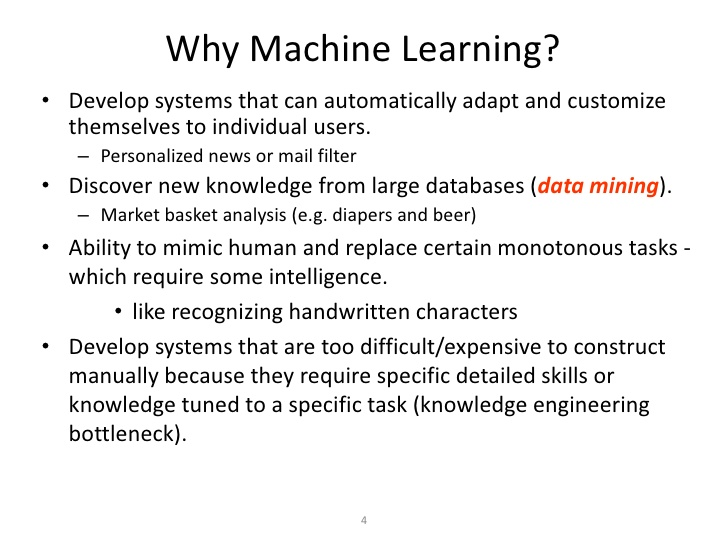 Why Machine Learning?
• Develop systems that can automatically adapt and customize
themselves to individual users.
– Personalized news or mail filter
• Discover new knowledge from large databases (data mining).
– Market basket analysis (e.g. diapers and beer)
• Ability to mimic human and replace certain monotonous tasks -
which require some intelligence.
• like recognizing handwritten characters
• Develop systems that are too difficult/expensive to construct
manually because they require specific detailed skills or
knowledge tuned to a specific task (knowledge engineering
bottleneck).
4